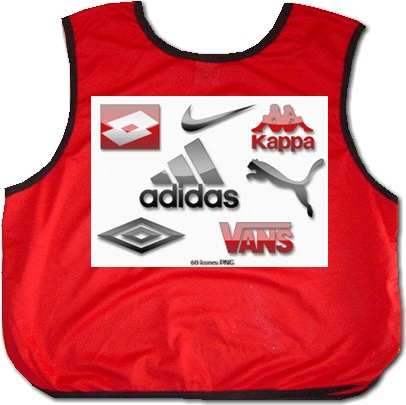 Kappa
adidas
VANS
60 Icones PNG